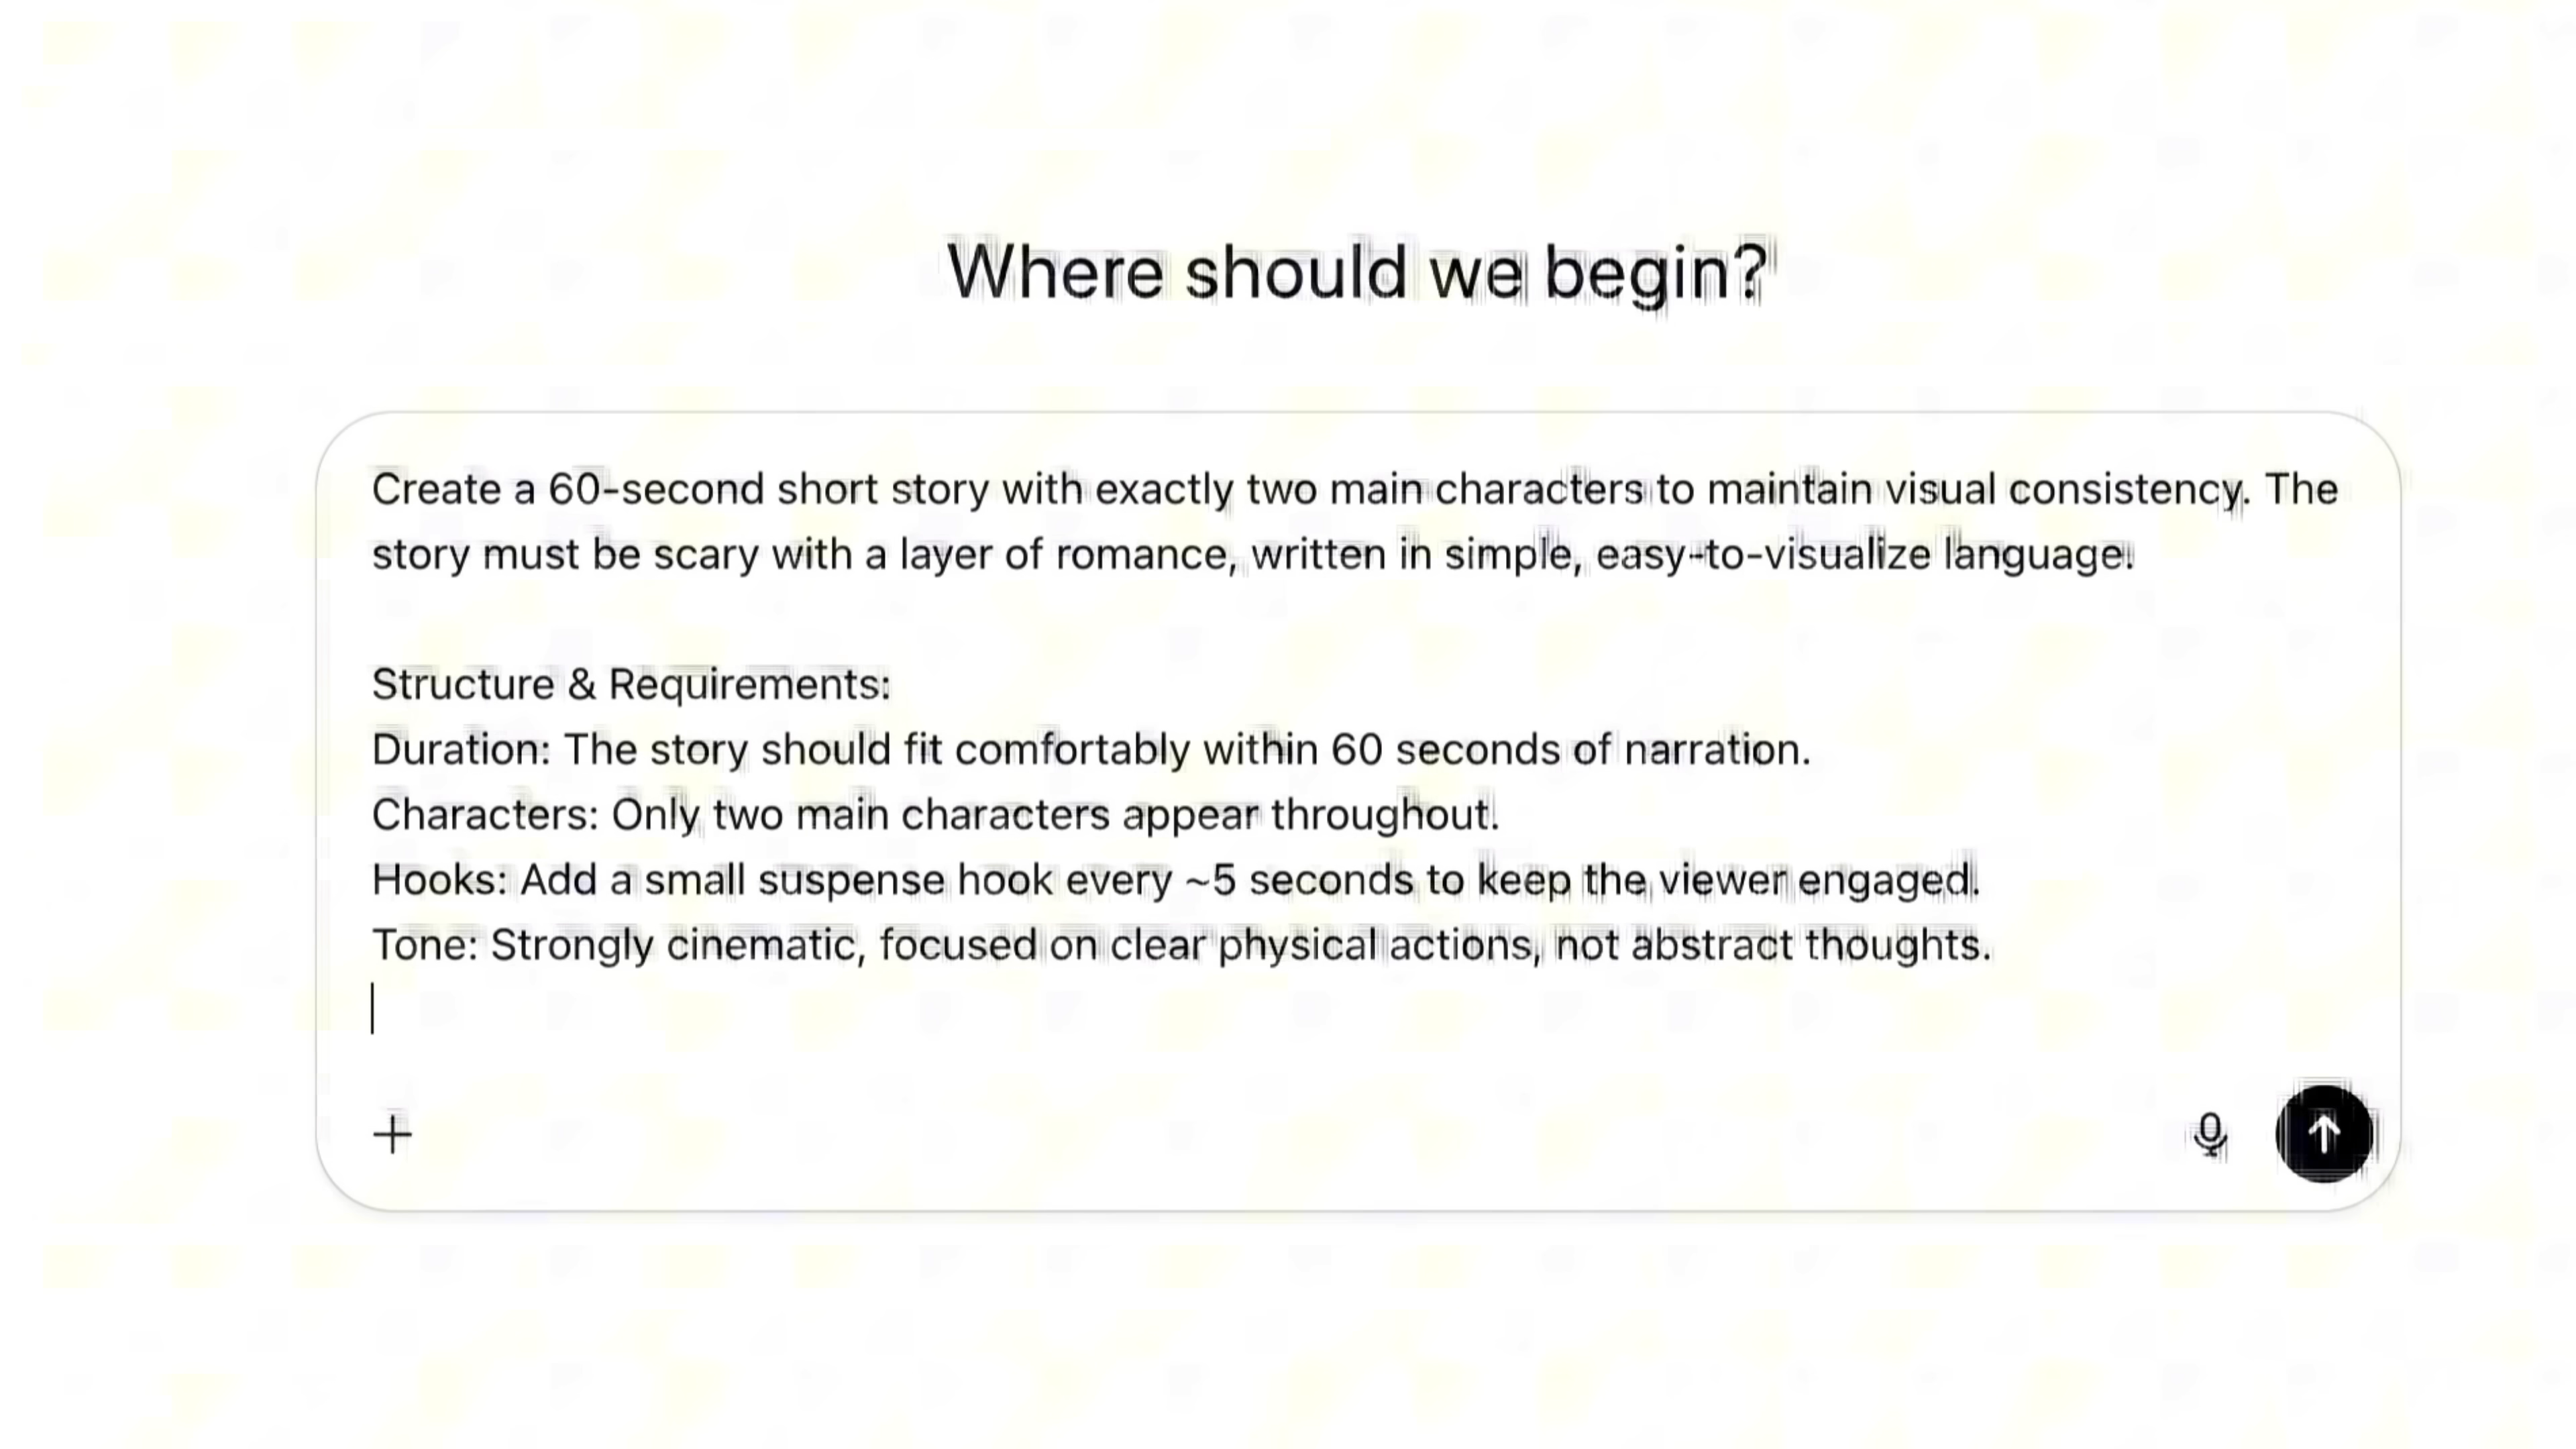 Where should we begin?
Create a 60-second short story with exactly two main characters to maintain visual consistency. The
story must be scary with a layer of romance, written in simple, easy-to-visualize language.
Structure & Requirements:
Duration: The story should fit comfortably within 60 seconds of narration.
Characters: Only two main characters appear throughout.
Hooks: Add a small suspense hook every ~5 seconds to keep the viewer engaged.
Tone: Strongly cinematic, focused on clear physical actions, not abstract thoughts.